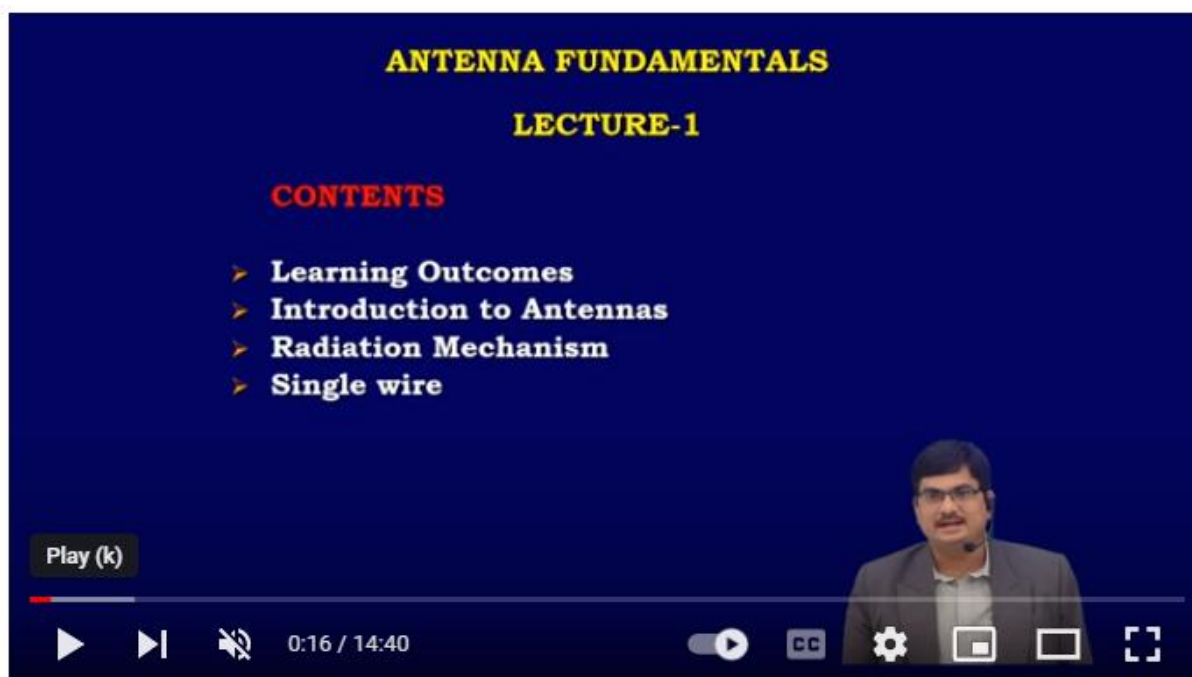 ANTENNA FUNDAMENTALS
LECTURE-1
CONTENTS
Learning Outcomes
Introduction to Antennas
Radiation Mechanism
Single wire
Play (k)
0:16 / 14:40
CC